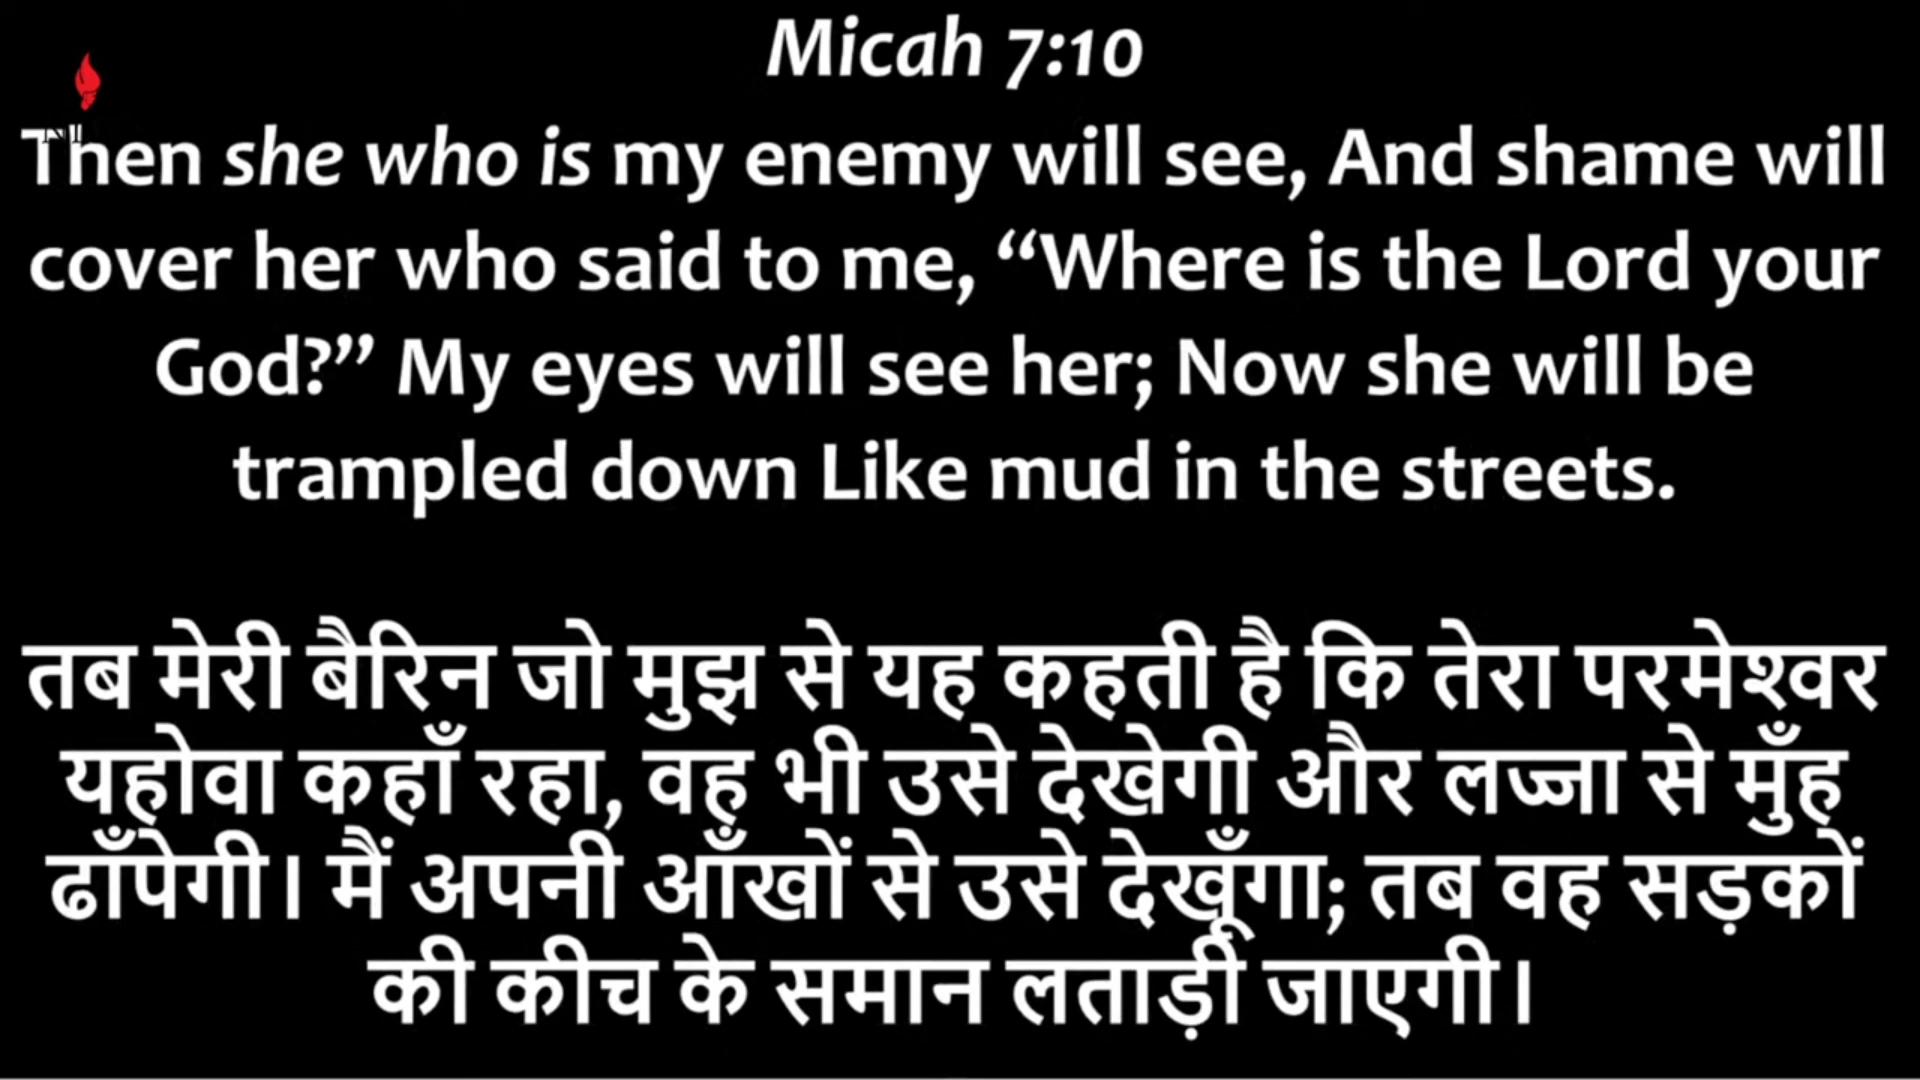 Micah 7:10
Then she who is my enemy will see, And shame will
cover her who said to me, “Where is the Lord your
God?” My eyes will see her; Now she will be
trampled down Like mud in the streets.
तब मेरी बैरिन जो मुझ से यह कहती है कि तेरा परमेश्वर
यहोवा कहाँ रहा, वह भी उसे देखेगी और लज्जा से मुँह
ढाँपेगी। मैं अपनी आँखों से उसे देखूँगा; तब वह सड़कों
की कीच के समान लताड़ी जाएगी।